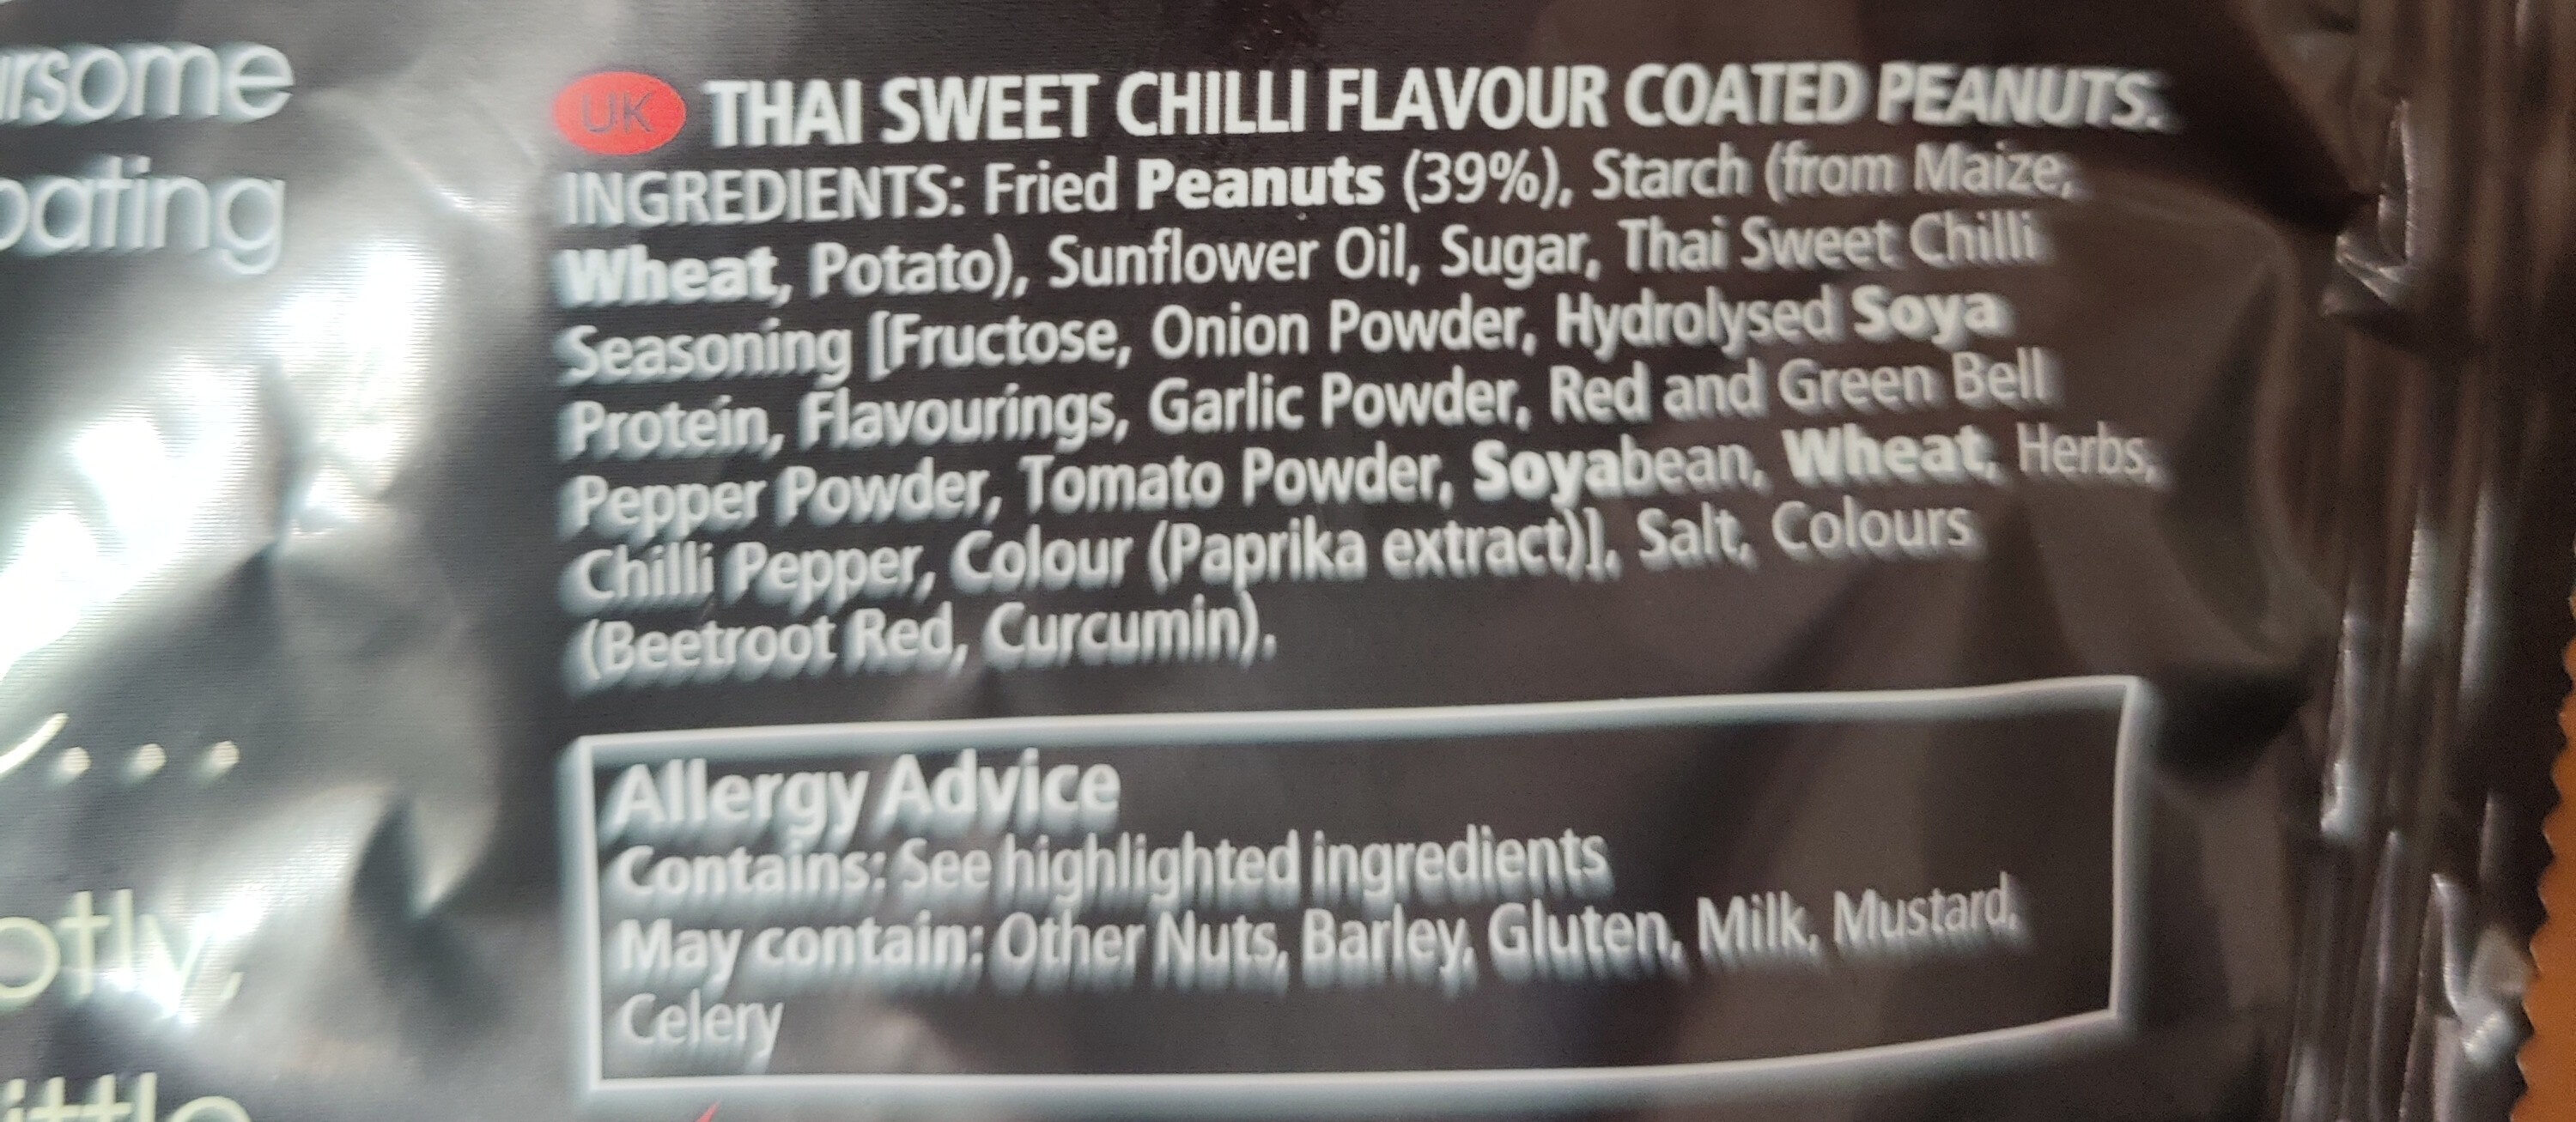 UK THAI SWEET CHILLI FLAVOUR COATED PEANUTS.
INGREDIENTS: Fried Peanuts (39%), Starch (from Maize,
Wheat, Potato), Sunflower Oil, Sugar, Thai Sweet Chilli
Seasoning [Fructose, Onion Powder, Hydrolysed Soya
Protein, Flavourings, Garlic Powder, Red and Green Bell
Pepper Powder, Tomato Powder, Soyabean, Wheat, Herbs,
Chilli Pepper, Colour (Paprika extract)], Salt, Colours
(Beetroot Red, Curcumin).
Allergy Advice
Contains: See highlighted ingredients
May contain: Other Nuts, Barley, Gluten, Milk, Mustard,
Celery